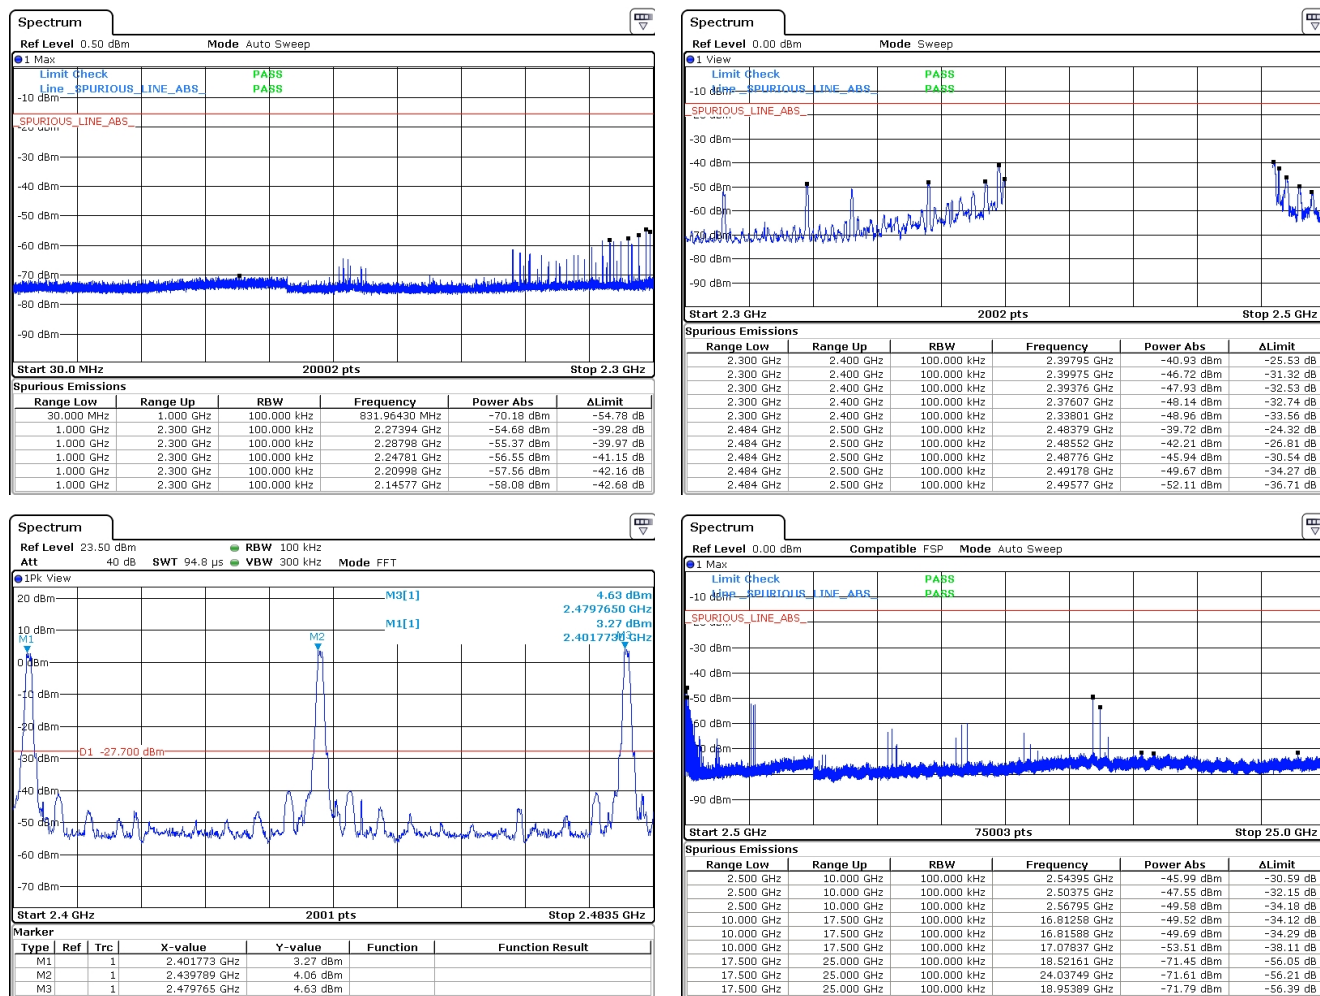 Spectrum
Ref Level 0.50 dBm Mode Auto Sweep
1 Max
Limit Check PASS
Line _SPURIOUS_LINE_ABS_ PASS
-10 dBm
_SPURIOUS_LINE_ABS_
-20 dBm
-30 dBm
-40 dBm
-50 dBm
-60 dBm
-70 dBm
-80 dBm
-90 dBm
Start 30.0 MHz 20002 pts Stop 2.3 GHz
Spurious Emissions
Range Low Range Up RBW Frequency Power Abs ΔLimit
30.000 MHz 1.000 GHz 100.000 kHz 831.96430 MHz -70.18 dBm -54.78 dB
1.000 GHz 2.300 GHz 100.000 kHz 2.27394 GHz -54.68 dBm -39.28 dB
1.000 GHz 2.300 GHz 100.000 kHz 2.28798 GHz -55.37 dBm -39.97 dB
1.000 GHz 2.300 GHz 100.000 kHz 2.24781 GHz -56.55 dBm -41.15 dB
1.000 GHz 2.300 GHz 100.000 kHz 2.20998 GHz -57.56 dBm -42.16 dB
1.000 GHz 2.300 GHz 100.000 kHz 2.14577 GHz -58.08 dBm -42.68 dB
Spectrum
Ref Level 0.00 dBm Mode Sweep
1 View
Limit Check PASS
-10 dBm Line _SPURIOUS_LINE_ABS_ PASS
_SPURIOUS_LINE_ABS_
-20 dBm
-30 dBm
-40 dBm
-50 dBm
-60 dBm
-70 dBm
-80 dBm
-90 dBm
Start 2.3 GHz 2002 pts Stop 2.5 GHz
Spurious Emissions
Range Low Range Up RBW Frequency Power Abs ΔLimit
2.300 GHz 2.400 GHz 100.000 kHz 2.39795 GHz -40.93 dBm -25.53 dB
2.300 GHz 2.400 GHz 100.000 kHz 2.39975 GHz -46.72 dBm -31.32 dB
2.300 GHz 2.400 GHz 100.000 kHz 2.39376 GHz -47.93 dBm -32.53 dB
2.300 GHz 2.400 GHz 100.000 kHz 2.37607 GHz -48.14 dBm -32.74 dB
2.300 GHz 2.400 GHz 100.000 kHz 2.33801 GHz -48.96 dBm -33.56 dB
2.484 GHz 2.500 GHz 100.000 kHz 2.48379 GHz -39.72 dBm -24.32 dB
2.484 GHz 2.500 GHz 100.000 kHz 2.48552 GHz -42.21 dBm -26.81 dB
2.484 GHz 2.500 GHz 100.000 kHz 2.48776 GHz -45.94 dBm -30.54 dB
2.484 GHz 2.500 GHz 100.000 kHz 2.49178 GHz -49.67 dBm -34.27 dB
2.484 GHz 2.500 GHz 100.000 kHz 2.49577 GHz -52.11 dBm -36.71 dB
Spectrum
Ref Level 23.50 dBm RBW 100 kHz
Att 40 dB SWT 94.8 µs VBW 300 kHz Mode FFT
1Pk View
20 dBm M3[1] 4.63 dBm
2.4797650 GHz
10 dBm M1[1] 3.27 dBm
M1 M2 2.4017730 GHz M3
0 dBm
-10 dBm
-20 dBm
D1 -27.700 dBm
-30 dBm
-40 dBm
-50 dBm
-60 dBm
-70 dBm
Start 2.4 GHz 2001 pts Stop 2.4835 GHz
Marker
Type Ref Trc X-value Y-value Function Function Result
M1 1 2.401773 GHz 3.27 dBm
M2 1 2.439789 GHz 4.06 dBm
M3 1 2.479765 GHz 4.63 dBm
Spectrum
Ref Level 0.00 dBm Compatible FSP Mode Auto Sweep
1 Max
Limit Check PASS
-10 dBm Line _SPURIOUS_LINE_ABS_ PASS
_SPURIOUS_LINE_ABS_
-20 dBm
-30 dBm
-40 dBm
-50 dBm
-60 dBm
-70 dBm
-80 dBm
-90 dBm
Start 2.5 GHz 75003 pts Stop 25.0 GHz
Spurious Emissions
Range Low Range Up RBW Frequency Power Abs ΔLimit
2.500 GHz 10.000 GHz 100.000 kHz 2.54395 GHz -45.99 dBm -30.59 dB
2.500 GHz 10.000 GHz 100.000 kHz 2.50375 GHz -47.55 dBm -32.15 dB
2.500 GHz 10.000 GHz 100.000 kHz 2.56795 GHz -49.58 dBm -34.18 dB
10.000 GHz 17.500 GHz 100.000 kHz 16.81258 GHz -49.52 dBm -34.12 dB
10.000 GHz 17.500 GHz 100.000 kHz 16.81588 GHz -49.69 dBm -34.29 dB
10.000 GHz 17.500 GHz 100.000 kHz 17.07837 GHz -53.51 dBm -38.11 dB
17.500 GHz 25.000 GHz 100.000 kHz 18.52161 GHz -71.45 dBm -56.05 dB
17.500 GHz 25.000 GHz 100.000 kHz 24.03749 GHz -71.61 dBm -56.21 dB
17.500 GHz 25.000 GHz 100.000 kHz 18.95389 GHz -71.79 dBm -56.39 dB